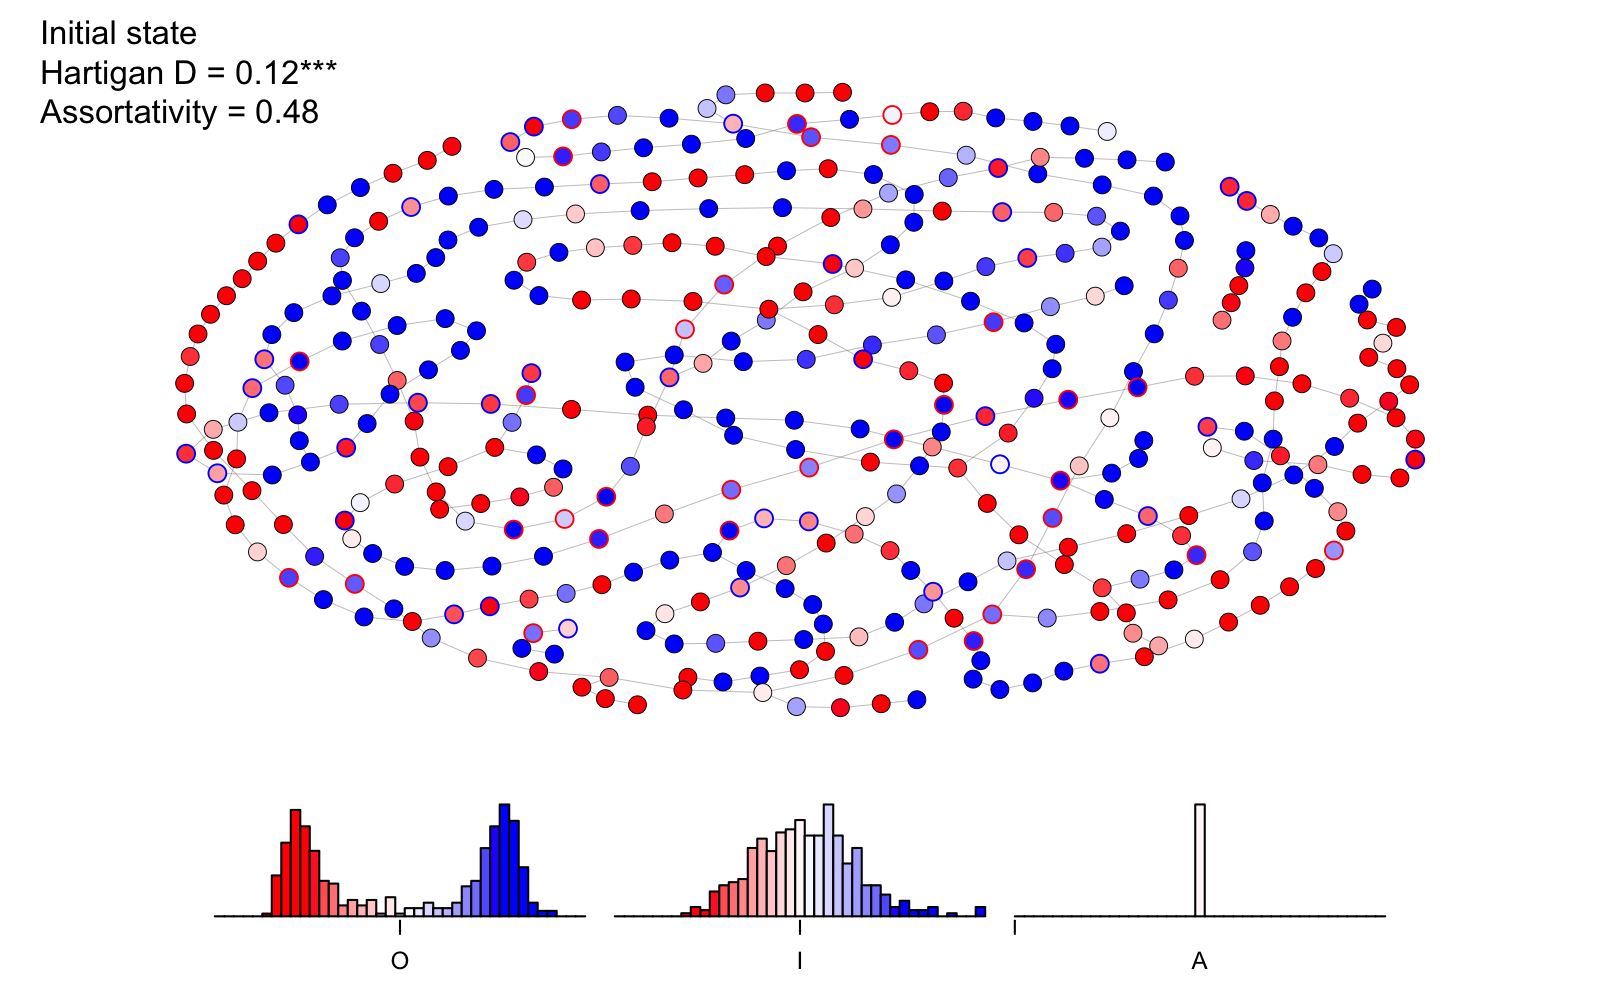 Initial state
Hartigan D = 0.12***
Assortativity = 0.48
O
I
A